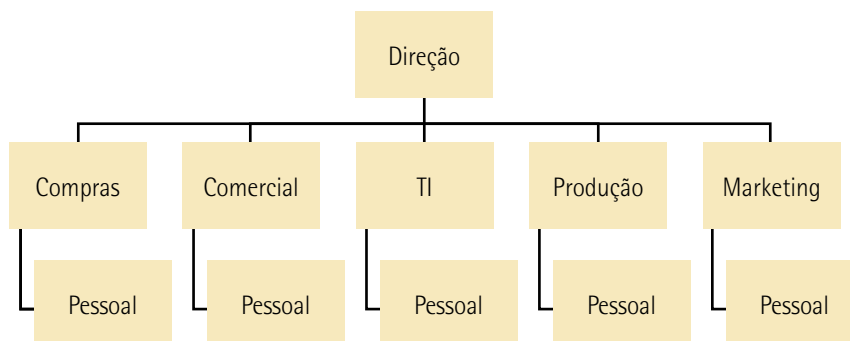 Direção
Compras
Comercial
TI
Produção
Marketing
Pessoal
Pessoal
Pessoal
Pessoal
Pessoal